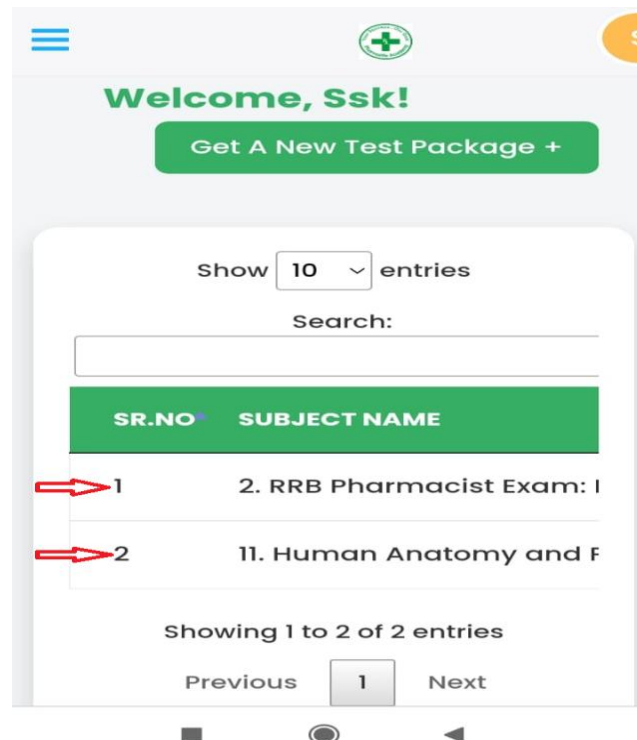 Welcome, Ssk!
Get A New Test Package +
Show 10 entries
Search:
SR.NO SUBJECT NAME
1 2. RRB Pharmacist Exam:
2 11. Human Anatomy and
Showing 1 to 2 of 2 entries
Previous 1 Next